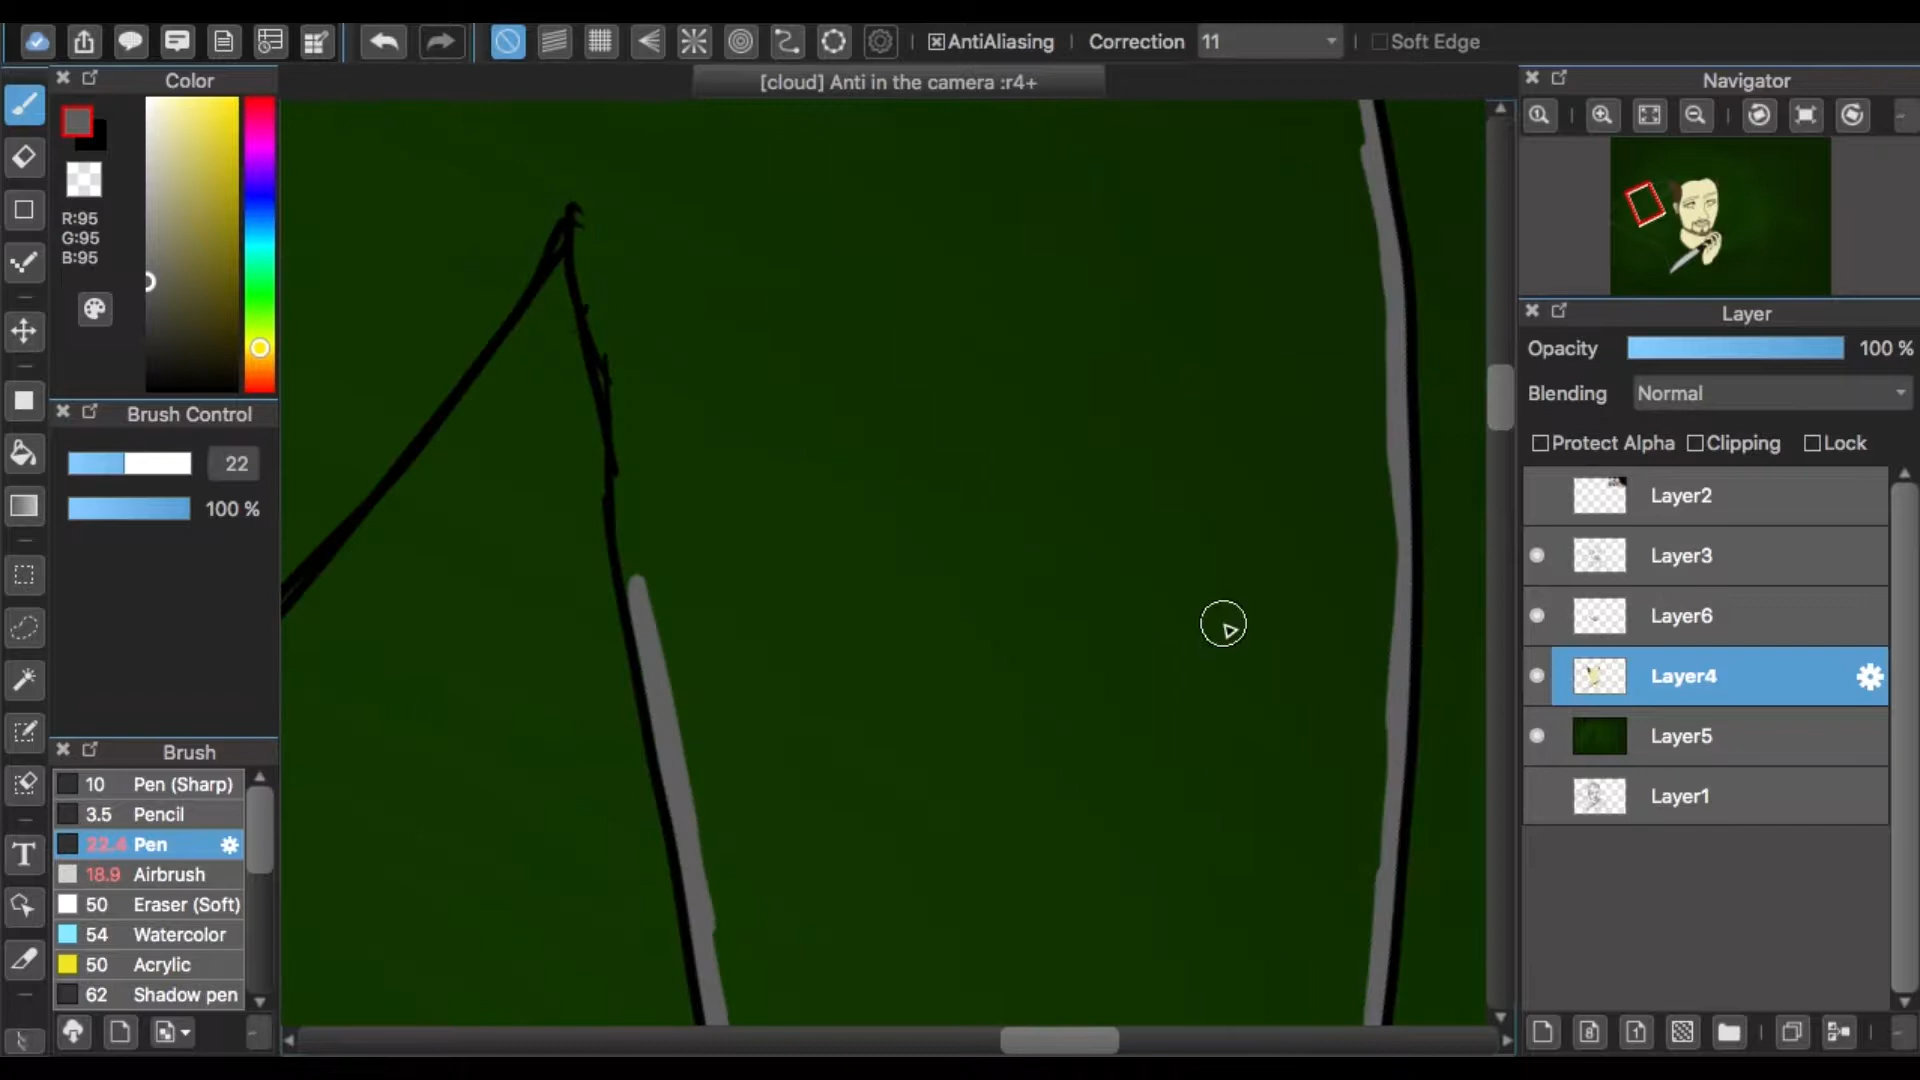 AntiAliasing Correction 11 Soft Edge
[cloud] Anti in the camera :r4+
Color
R:95
G:95
B:95
Brush Control
22
100 %
Brush
10 Pen (Sharp)
3.5 Pencil
22.4 Pen
18.9 Airbrush
50 Eraser (Soft)
54 Watercolor
50 Acrylic
62 Shadow pen
Navigator
Layer
Opacity 100 %
Blending Normal
Protect Alpha Clipping Lock
Layer2
Layer3
Layer6
Layer4
Layer5
Layer1